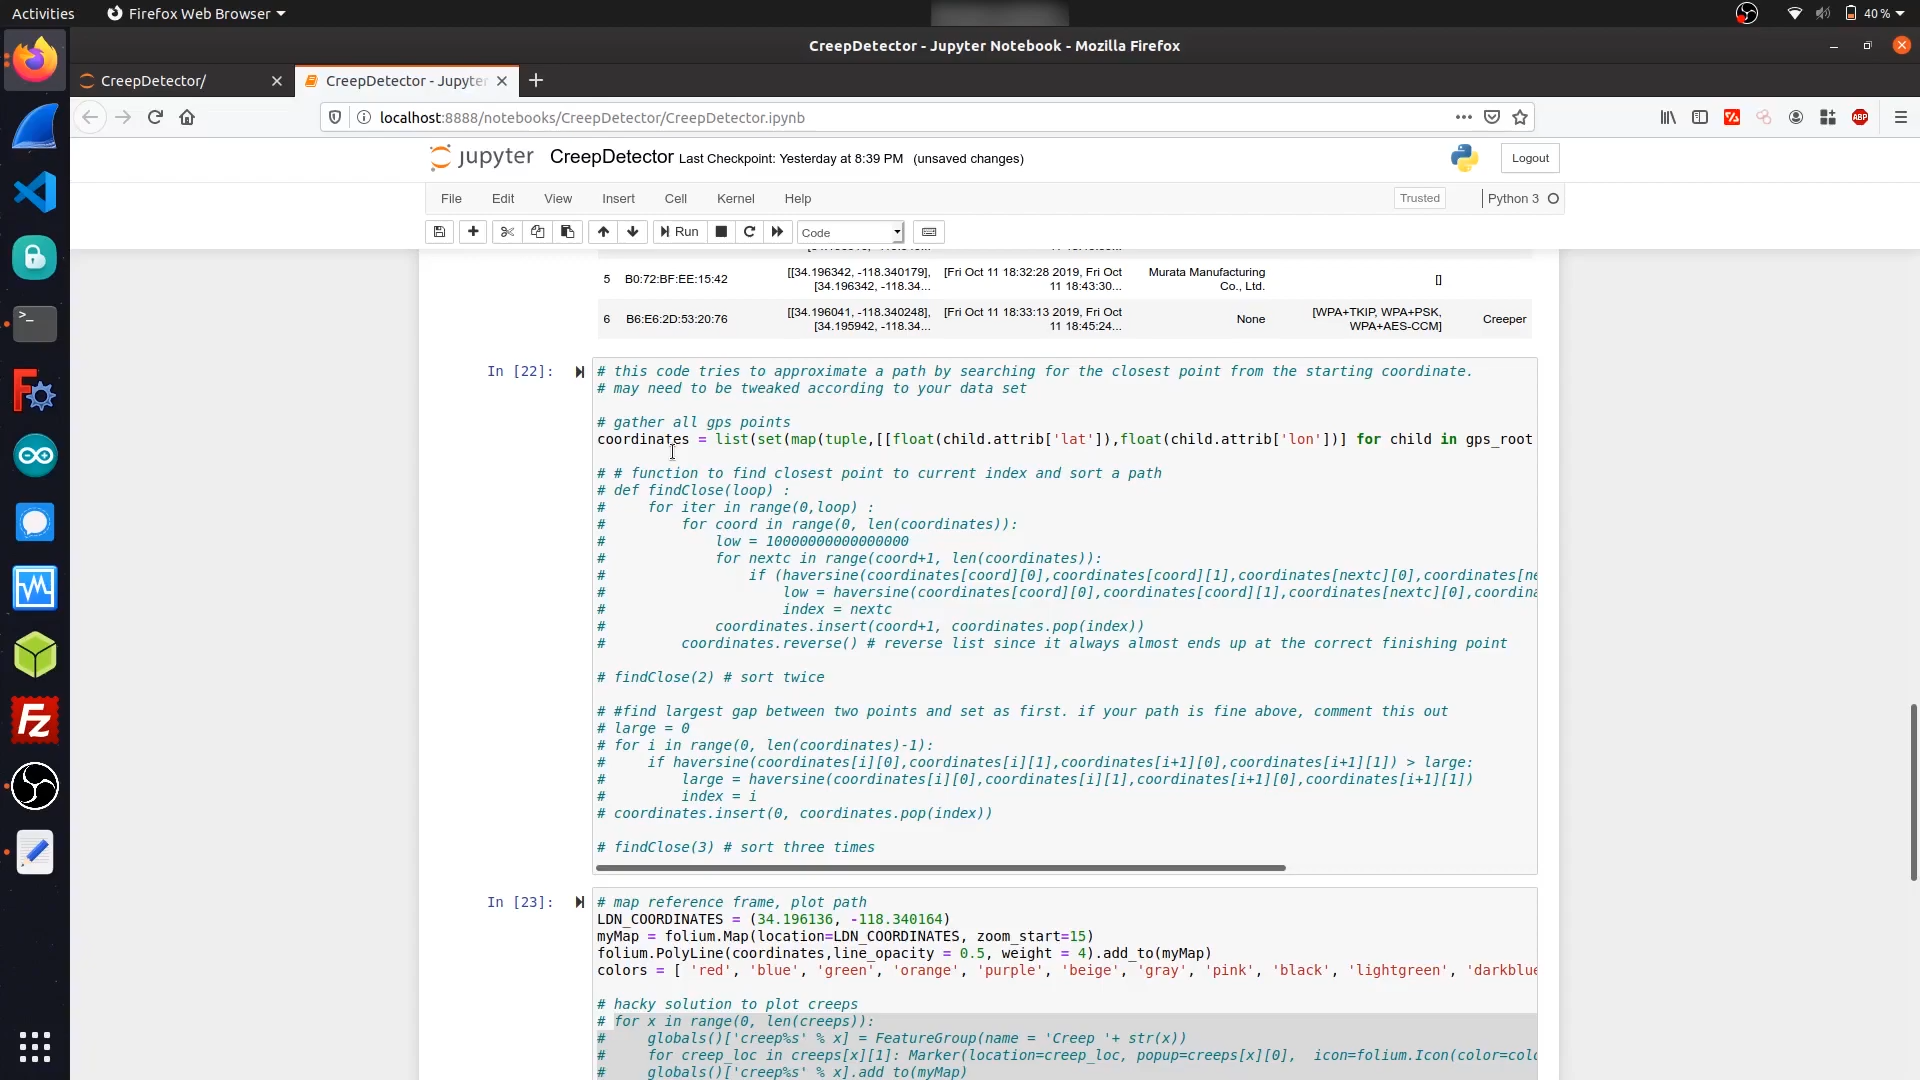 Activities
Firefox Web Browser
40 %
CreepDetector - Jupyter Notebook - Mozilla Firefox
CreepDetector/
CreepDetector - Jupyter
localhost:8888/notebooks/CreepDetector/CreepDetector.ipynb
ABP
jupyter CreepDetector Last Checkpoint: Yesterday at 8:39 PM (unsaved changes)
Logout
File Edit View Insert Cell Kernel Help
Trusted
Python 3
Run
Code
5 B0:72:BF:EE:15:42 [[34.196342, -118.340179], [Fri Oct 11 18:32:28 2019, Fri Oct Murata Manufacturing []
[34.196342, -118.34... 11 18:43:30... Co., Ltd.
6 B6:E6:2D:53:20:76 [[34.196041, -118.340248], [Fri Oct 11 18:33:13 2019, Fri Oct None [WPA+TKIP, WPA+PSK, Creeper
[34.195942, -118.34... 11 18:45:24... WPA+AES-CCM]
In [22]:
# this code tries to approximate a path by searching for the closest point from the starting coordinate.
# may need to be tweaked according to your data set
# gather all gps points
coordinates = list(set(map(tuple,[[float(child.attrib['lat']),float(child.attrib['lon'])] for child in gps_root
# # function to find closest point to current index and sort a path
# def findClose(loop) :
#     for iter in range(0,loop) :
#         for coord in range(0, len(coordinates)):
#             low = 10000000000000000
#             for nextc in range(coord+1, len(coordinates)):
#                 if (haversine(coordinates[coord][0],coordinates[coord][1],coordinates[nextc][0],coordinates[ne
#                     low = haversine(coordinates[coord][0],coordinates[coord][1],coordinates[nextc][0],coordina
#                     index = nextc
#             coordinates.insert(coord+1, coordinates.pop(index))
#         coordinates.reverse() # reverse list since it always almost ends up at the correct finishing point
# findClose(2) # sort twice
# #find largest gap between two points and set as first. if your path is fine above, comment this out
# large = 0
# for i in range(0, len(coordinates)-1):
#     if haversine(coordinates[i][0],coordinates[i][1],coordinates[i+1][0],coordinates[i+1][1]) > large:
#         large = haversine(coordinates[i][0],coordinates[i][1],coordinates[i+1][0],coordinates[i+1][1])
#         index = i
# coordinates.insert(0, coordinates.pop(index))
# findClose(3) # sort three times
In [23]:
# map reference frame, plot path
LDN_COORDINATES = (34.196136, -118.340164)
myMap = folium.Map(location=LDN_COORDINATES, zoom_start=15)
folium.PolyLine(coordinates,line_opacity = 0.5, weight = 4).add_to(myMap)
colors = [ 'red', 'blue', 'green', 'orange', 'purple', 'beige', 'gray', 'pink', 'black', 'lightgreen', 'darkblue
# hacky solution to plot creeps
# for x in range(0, len(creeps)):
#     globals()['creep%s' % x] = FeatureGroup(name = 'Creep '+ str(x))
#     for creep_loc in creeps[x][1]: Marker(location=creep_loc, popup=creeps[x][0],  icon=folium.Icon(color=colo
#     globals()['creep%s' % x].add_to(myMap)